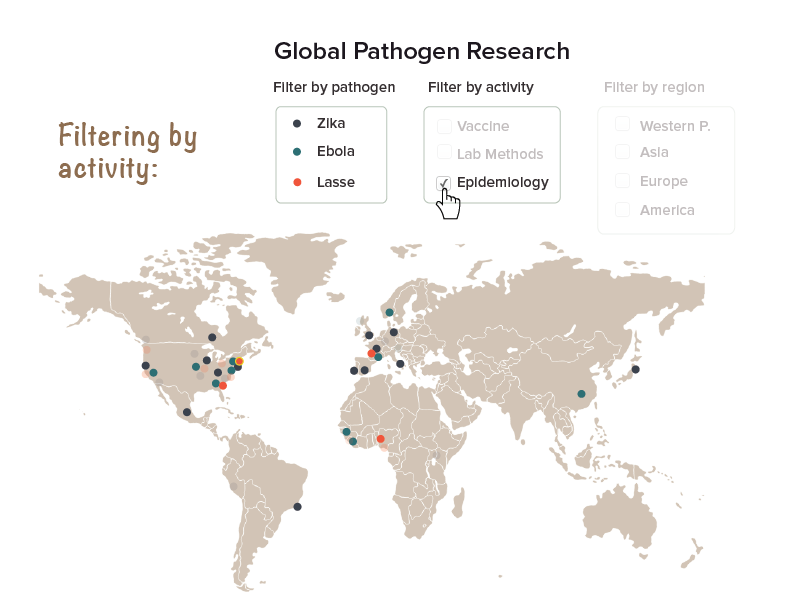 Global Pathogen Research
Filter by pathogen
Filter by activity
Filter by region
Filtering by
activity:
Zika
Ebola
Lasse
Vaccine
Lab Methods
Epidemiology
Western P.
Asia
Europe
America